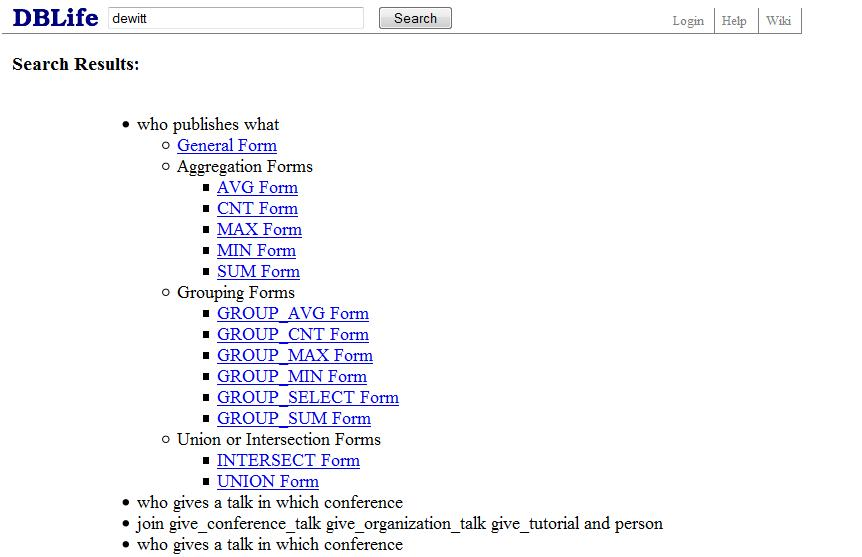 DBLife dewitt Search Login Help Wiki
Search Results:
who publishes what
General Form
Aggregation Forms
AVG Form
CNT Form
MAX Form
MIN Form
SUM Form
Grouping Forms
GROUP_AVG Form
GROUP_CNT Form
GROUP_MAX Form
GROUP_MIN Form
GROUP_SELECT Form
GROUP_SUM Form
Union or Intersection Forms
INTERSECT Form
UNION Form
who gives a talk in which conference
join give_conference_talk give_organization_talk give_tutorial and person
who gives a talk in which conference